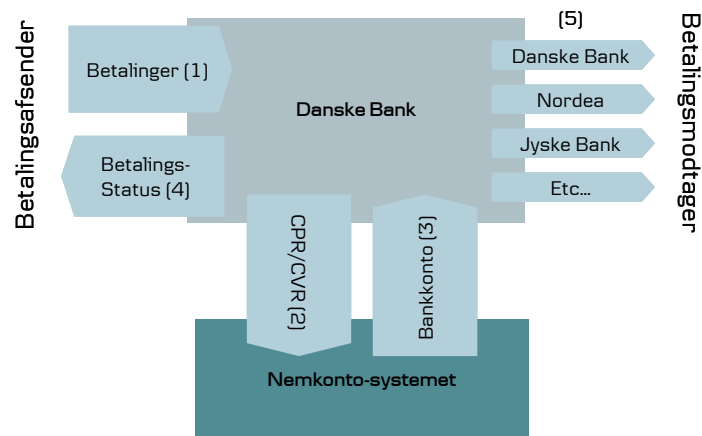 Betalingsafsender
Betalinger (1)
Betalings-
Status (4)
Danske Bank
(5)
Danske Bank
Nordea
Jyske Bank
Etc...
Betalingsmodtager
CPR/CVR (2)
Bankkonto (3)
Nemkonto-systemet